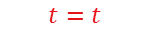 t = t